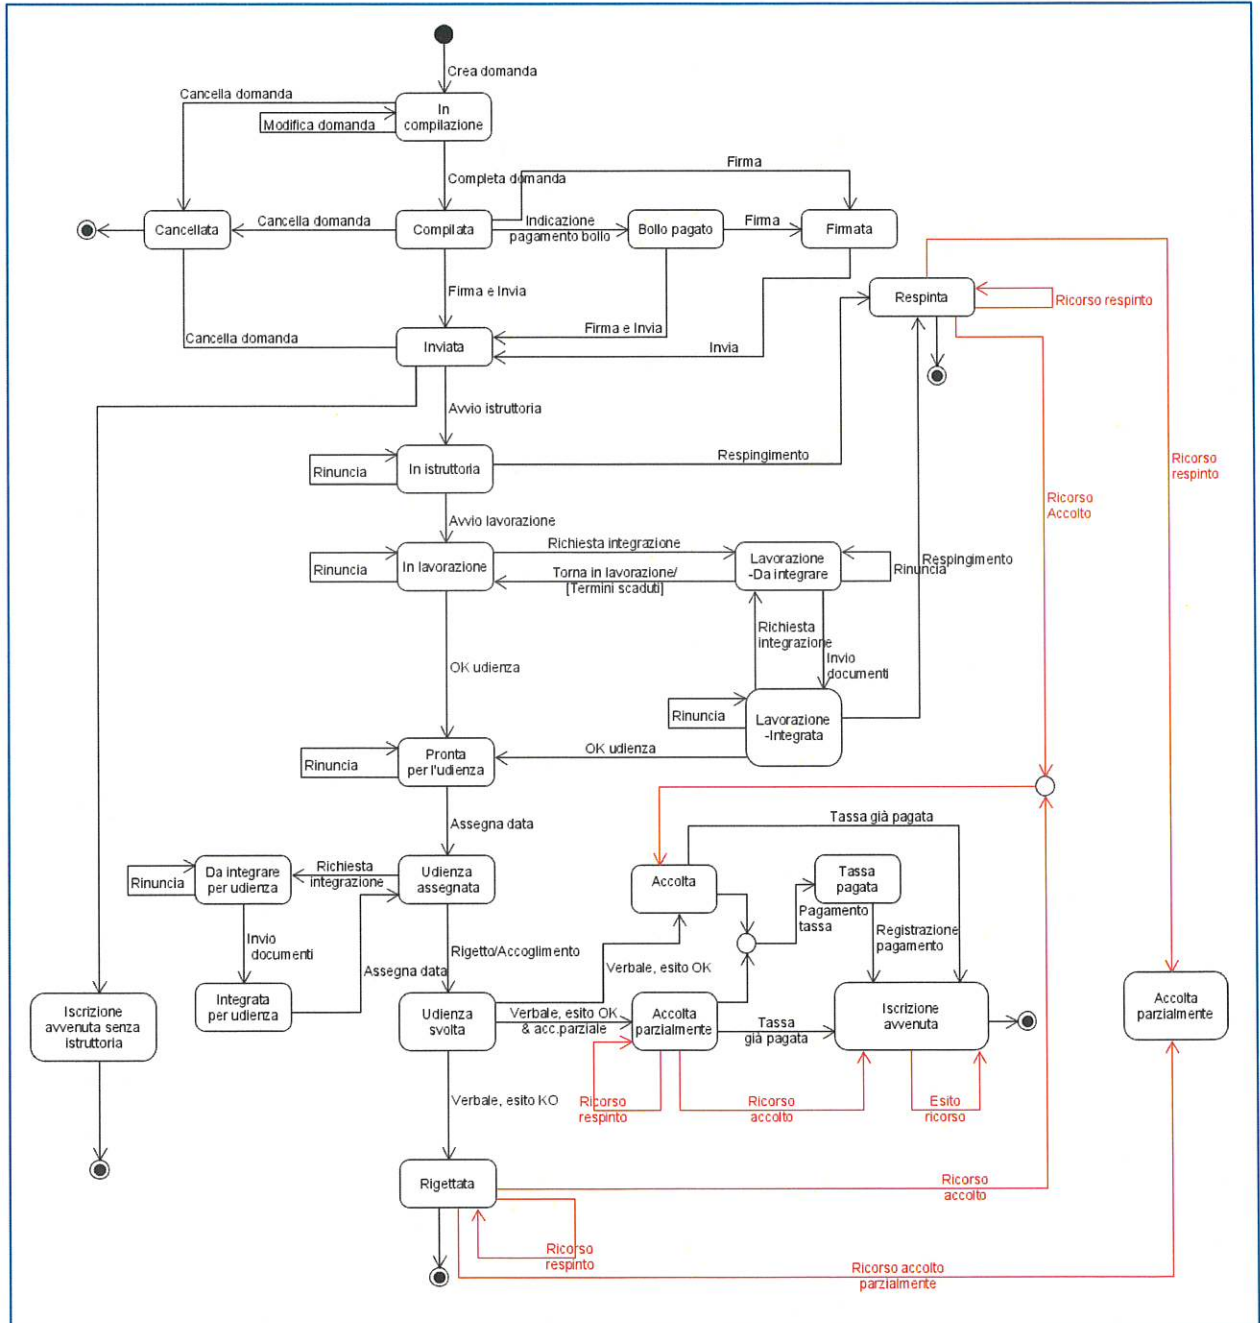 Crea domanda
Cancella domanda
In
compilazione
Modifica domanda
Completa domanda
Firma
Cancellata
Cancella domanda
Compilata
Indicazione
pagamento bollo
Bollo pagato
Firma
Firmata
Respinta
Ricorso respinto
Firma e Invia
Firma e Invia
Cancella domanda
Inviata
Invia
Avvio istruttoria
Rinuncia
In istruttoria
Respingimento
Ricorso
respinto
Ricorso
Accolto
Avvio lavorazione
Rinuncia
In lavorazione
Richiesta integrazione
Torna in lavorazione/
[Termini scaduti]
Lavorazione
-Da integrare
Rinuncia
Respingimento
Richiesta
integrazione
Invio
documenti
OK udienza
Rinuncia
Lavorazione
-Integrata
OK udienza
Rinuncia
Pronta
per l'udienza
Assegna data
Tassa già pagata
Da integrare
per udienza
Rinuncia
Richiesta
integrazione
Udienza
assegnata
Accolta
Tassa
pagata
Pagamento
tassa
Registrazione
pagamento
Invio
documenti
Assegna data
Rigetto/Accoglimento
Verbale, esito OK
Iscrizione
avvenuta senza
istruttoria
Integrata
per udienza
Udienza
svolta
Verbale, esito OK
& acc.parziale
Accolta
parzialmente
Tassa
già pagata
Iscrizione
avvenuta
Accolta
parzialmente
Ricorso
respinto
Ricorso
accolto
Esito
ricorso
Verbale, esito KO
Rigettata
Ricorso
accolto
Ricorso
respinto
Ricorso accolto
parzialmente